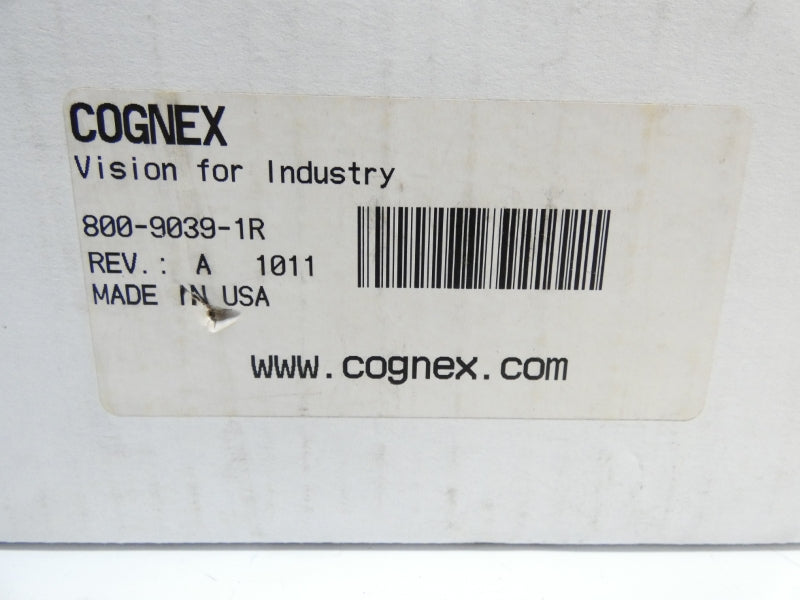 COGNEX
Vision for Industry
800-9039-1R
REV.: A 1011
MADE IN USA
www.cognex.com